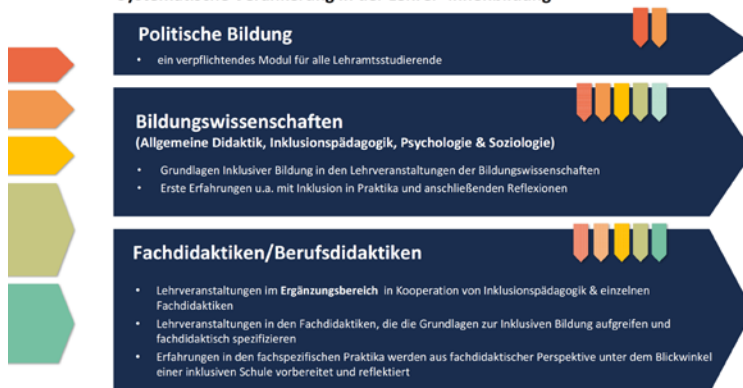 Politische Bildung
• ein verpflichtendes Modul für alle Lehramtsstudierende
Bildungswissenschaften
(Allgemeine Didaktik, Inklusionspädagogik, Psychologie & Soziologie)
• Grundlagen Inklusiver Bildung in den Lehrveranstaltungen der Bildungswissenschaften
• Erste Erfahrungen u.a. mit Inklusion in Praktika und anschließenden Reflexionen
Fachdidaktiken/Berufsdidaktiken
• Lehrveranstaltungen im Ergänzungsbereich in Kooperation von Inklusionspädagogik & einzelnen
Fachdidaktiken
• Lehrveranstaltungen in den Fachdidaktiken, die die Grundlagen zur Inklusiven Bildung aufgreifen und
fachdidaktisch spezifizieren
• Erfahrungen in den fachspezifischen Praktika werden aus fachdidaktischer Perspektive unter dem Blickwinkel
einer inklusiven Schule vorbereitet und reflektiert